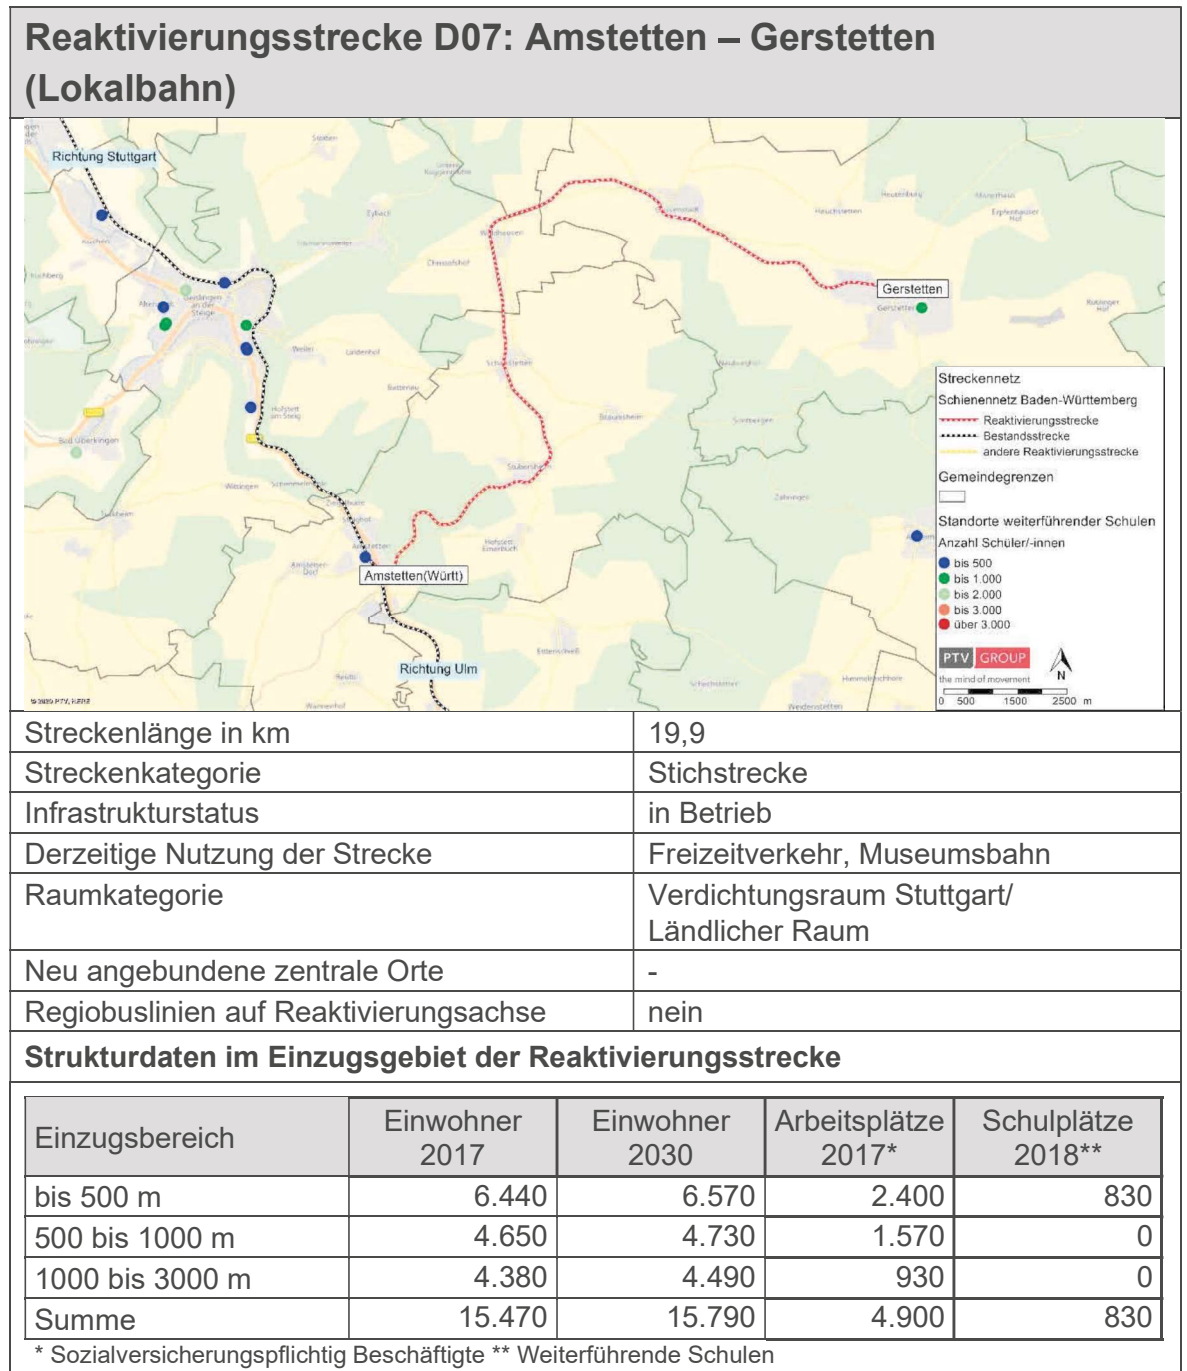 Reaktivierungsstrecke D07: Amstetten – Gerstetten
(Lokalbahn)
Richtung Stuttgart
Eybach
Weiler
Bad Überkingen
Gerstetten
Gerstetten
Heuchstetten
Amstetten(Württ)
Richtung Ulm
Streckennetz
Schienennetz Baden-Württemberg
Reaktivierungsstrecke
Bestandsstrecke
andere Reaktivierungsstrecke
Gemeindegrenzen
Standorte weiterführender Schulen
Anzahl Schüler/-innen
bis 500
bis 1.000
bis 2.000
bis 3.000
über 3.000
PTV GROUP
the mind of movement
N
0 500 1500 2500 m
Streckenlänge in km 19,9
Streckenkategorie Stichstrecke
Infrastrukturstatus in Betrieb
Derzeitige Nutzung der Strecke Freizeitverkehr, Museumsbahn
Raumkategorie Verdichtungsraum Stuttgart/
Ländlicher Raum
Neu angebundene zentrale Orte -
Regiobuslinien auf Reaktivierungsachse nein
Strukturdaten im Einzugsgebiet der Reaktivierungsstrecke
Einzugsbereich Einwohner 2017 Einwohner 2030 Arbeitsplätze 2017* Schulplätze 2018**
bis 500 m 6.440 6.570 2.400 830
500 bis 1000 m 4.650 4.730 1.570 0
1000 bis 3000 m 4.380 4.490 930 0
Summe 15.470 15.790 4.900 830
* Sozialversicherungspflichtig Beschäftigte ** Weiterführende Schulen